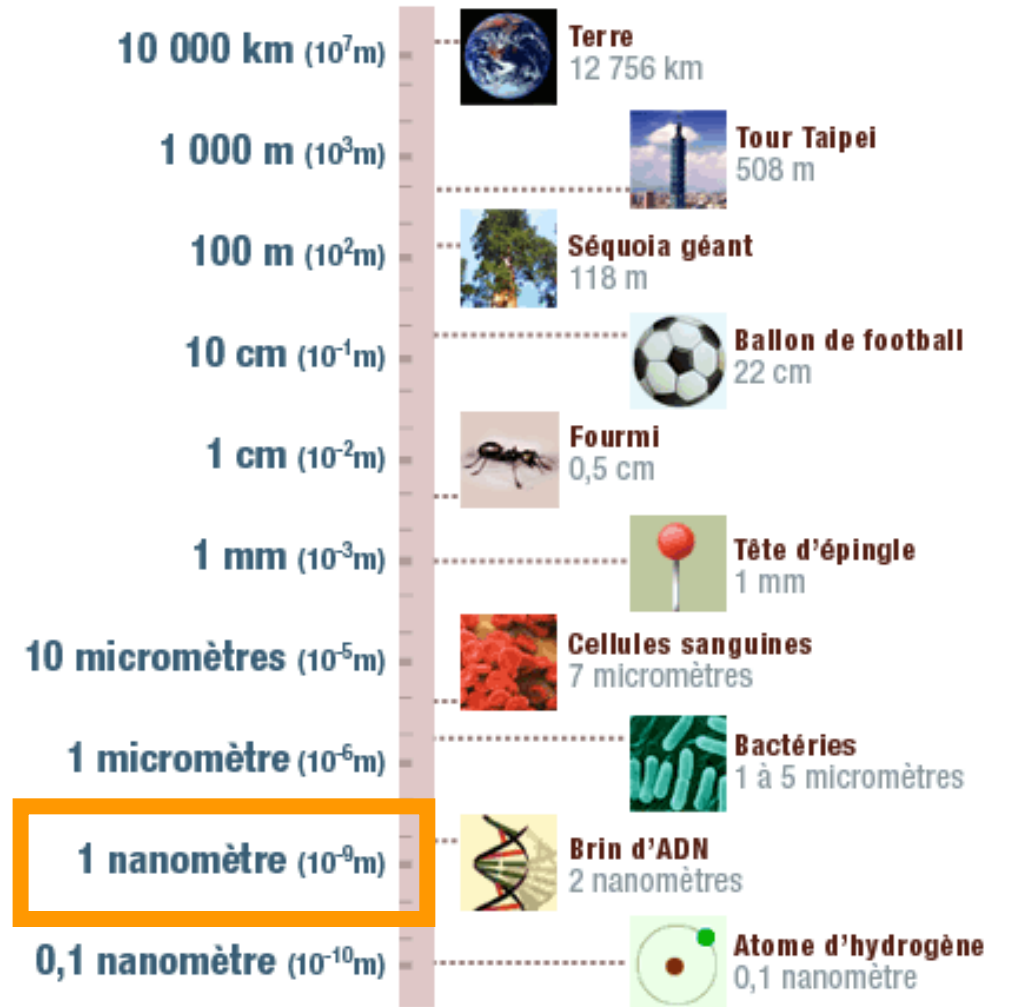 10 000 km (10⁷m)
Terre
12 756 km
1 000 m (10³m)
Tour Taipei
508 m
100 m (10²m)
Séquoia géant
118 m
10 cm (10⁻¹m)
Ballon de football
22 cm
1 cm (10⁻²m)
Fourmi
0,5 cm
1 mm (10⁻³m)
Tête d’épingle
1 mm
10 micromètres (10⁻⁵m)
Cellules sanguines
7 micromètres
1 micromètre (10⁻⁶m)
Bactéries
1 à 5 micromètres
1 nanomètre (10⁻⁹m)
Brin d’ADN
2 nanomètres
0,1 nanomètre (10⁻¹⁰m)
Atome d’hydrogène
0,1 nanomètre